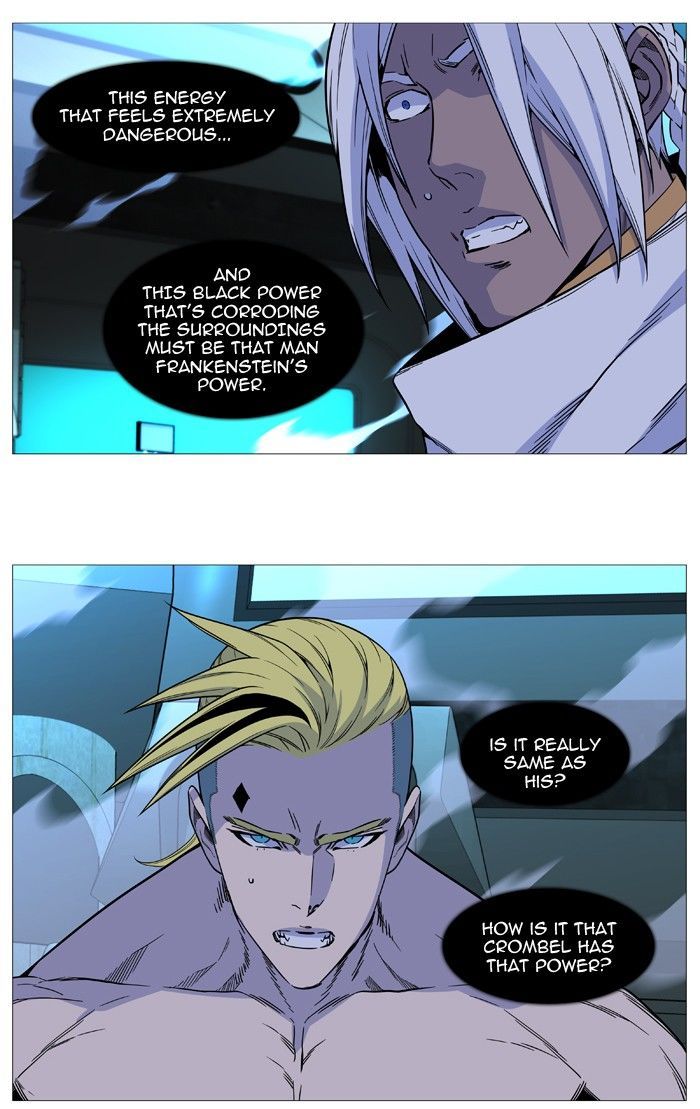 THIS ENERGY
THAT FEELS EXTREMELY
DANGEROUS...
AND
THIS BLACK POWER
THAT'S CORRODING
THE SURROUNDINGS
MUST BE THAT MAN
FRANKENSTEIN'S
POWER.
IS IT REALLY
SAME AS
HIS?
HOW IS IT THAT
CROMBEL HAS
THAT POWER?